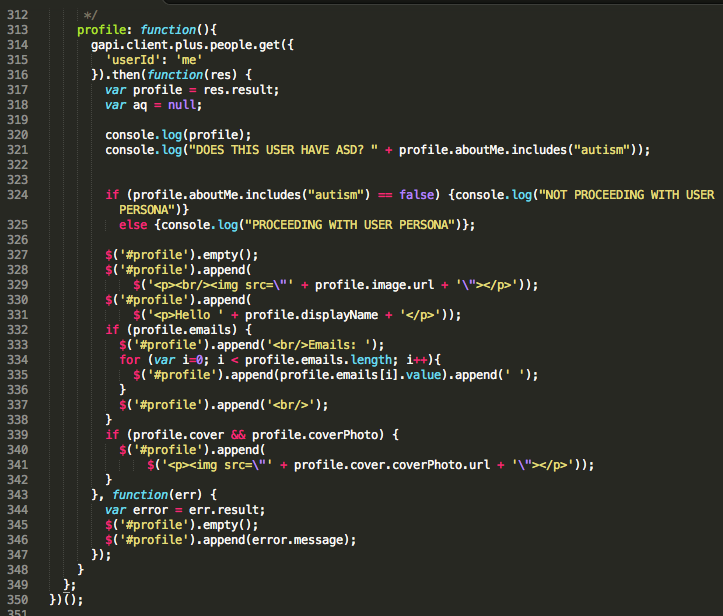 312 */
313 profile: function(){
314 gapi.client.plus.people.get({
315 'userId': 'me'
316 }).then(function(res) {
317 var profile = res.result;
318 var aq = null;
319
320 console.log(profile);
321 console.log("DOES THIS USER HAVE ASD? " + profile.aboutMe.includes("autism"));
322
323
324 if (profile.aboutMe.includes("autism") == false) {console.log("NOT PROCEEDING WITH USER
PERSONA")}
325 else {console.log("PROCEEDING WITH USER PERSONA")};
326
327 $('#profile').empty();
328 $('#profile').append(
329 $('<p><br/><img src=\"' + profile.image.url + '\"></p>'));
330 $('#profile').append(
331 $('<p>Hello ' + profile.displayName + '</p>'));
332 if (profile.emails) {
333 $('#profile').append('<br/>Emails: ');
334 for (var i=0; i < profile.emails.length; i++){
335 $('#profile').append(profile.emails[i].value).append(' ');
336 }
337 $('#profile').append('<br/>');
338 }
339 if (profile.cover && profile.coverPhoto) {
340 $('#profile').append(
341 $('<p><img src=\"' + profile.cover.coverPhoto.url + '\"></p>'));
342 }
343 }, function(err) {
344 var error = err.result;
345 $('#profile').empty();
346 $('#profile').append(error.message);
347 });
348 }
349 };
350 })();
351